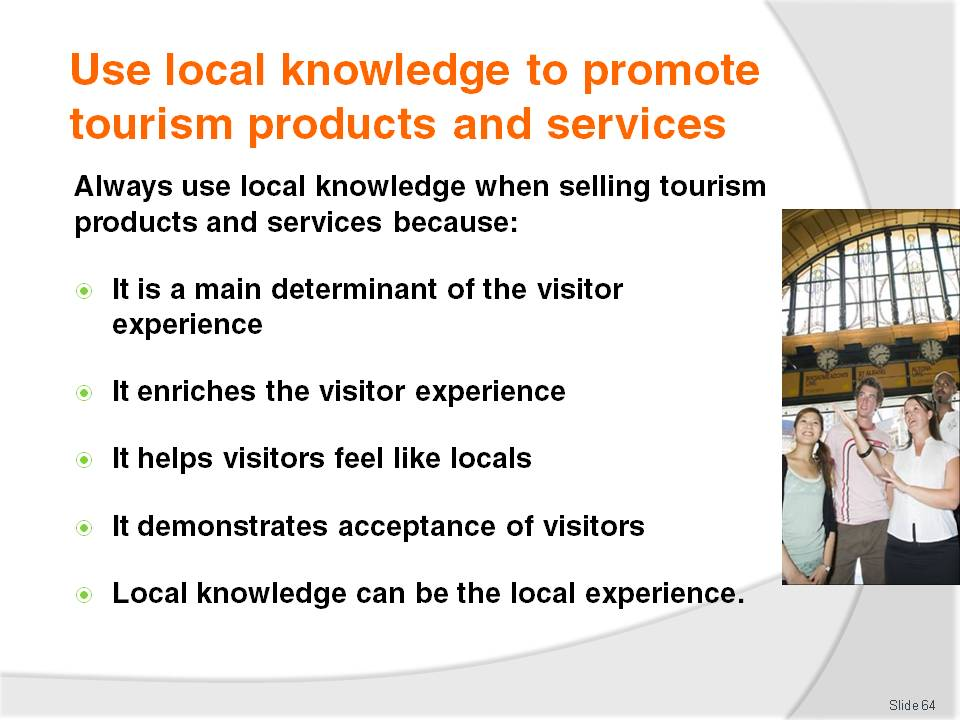 Use local knowledge to promote
tourism products and services
Always use local knowledge when selling tourism
products and services because:
It is a main determinant of the visitor
experience
It enriches the visitor experience
It helps visitors feel like locals
It demonstrates acceptance of visitors
Local knowledge can be the local experience.
Slide 64